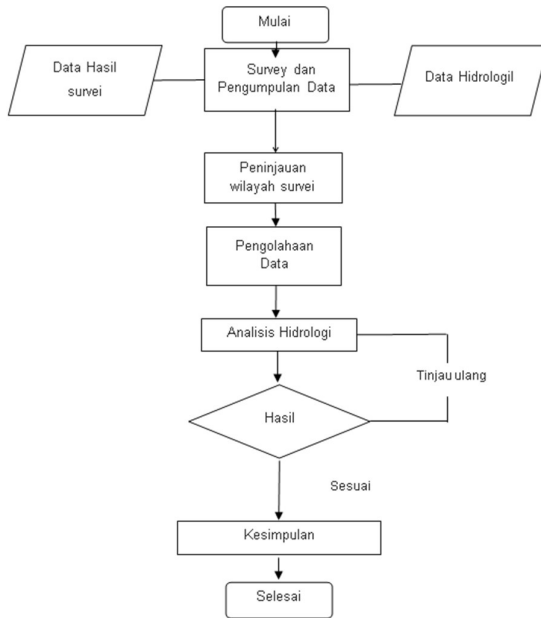 Mulai
Data Hasil
survei
Survey dan
Pengumpulan Data
Data Hidrologil
Peninjauan
wilayah survei
Pengolahaan
Data
Analisis Hidrologi
Tinjau ulang
Hasil
Sesuai
Kesimpulan
Selesai